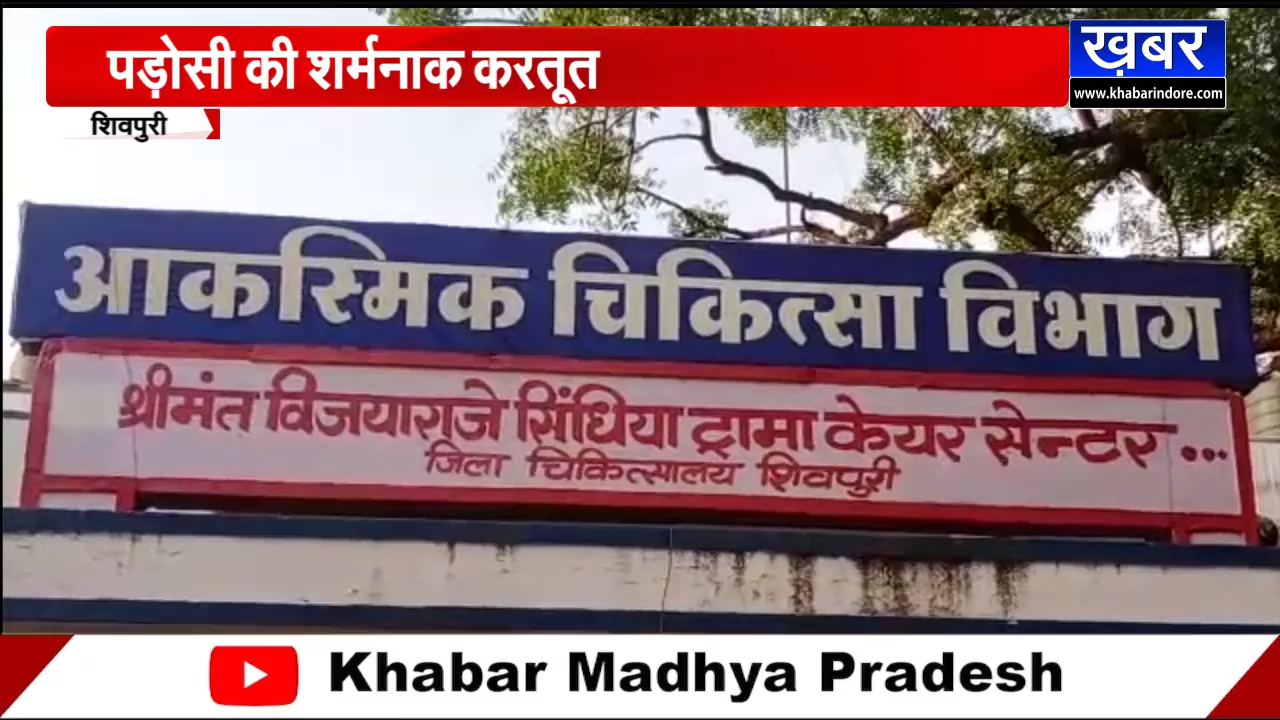 पड़ोसी की शर्मनाक करतूत
ख़बर
www.khabarindore.com
शिवपुरी
आकस्मिक चिकित्सा विभाग
श्रीमंत विजयाराजे सिंधिया ट्रामा केयर सेन्टर ...
जिला चिकित्सालय शिवपुरी
Khabar Madhya Pradesh